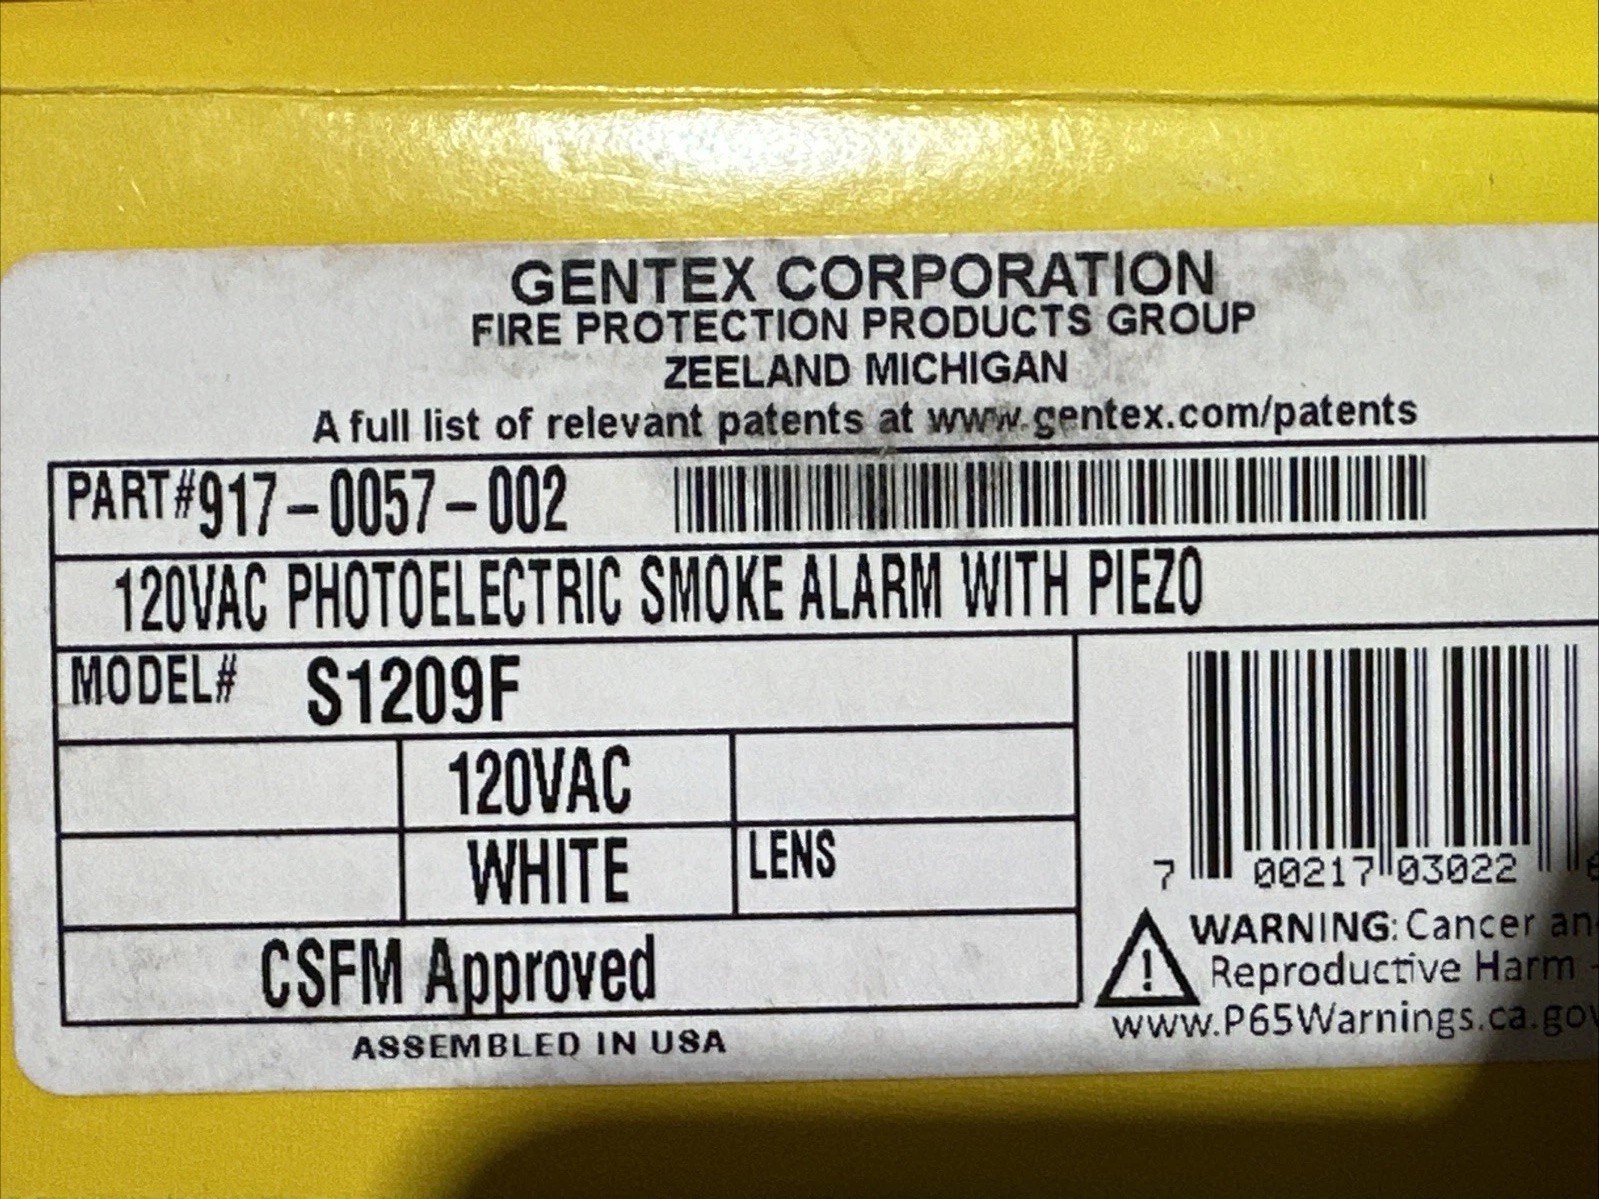 GENTEX CORPORATION
FIRE PROTECTION PRODUCTS GROUP
ZEELAND MICHIGAN
A full list of relevant patents at www.gentex.com/patents
PART#917-0057-002
120VAC PHOTOELECTRIC SMOKE ALARM WITH PIEZO
MODEL# S1209F
120VAC
WHITE LENS
CSFM Approved
ASSEMBLED IN USA
7 00217 03022
WARNING: Cancer an
Reproductive Harm -
www.P65Warnings.ca.gov